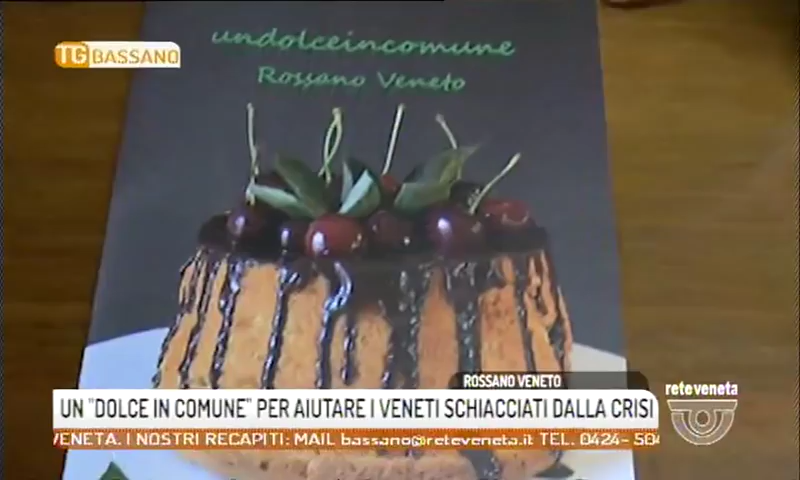 TG BASSANO
undolceincomune
Rossano Veneto
ROSSANO VENETO
UN "DOLCE IN COMUNE" PER AIUTARE I VENETI SCHIACCIATI DALLA CRISI
reteveneta
VENETA. I NOSTRI RECAPITI: MAIL bassano@reteveneta.it TEL. 0424- 504